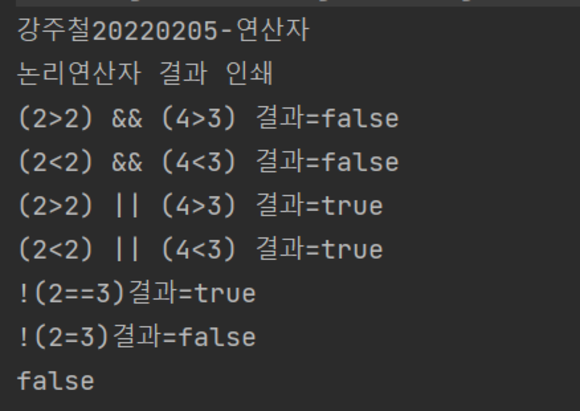 강주철20220205-연산자
논리연산자 결과 인쇄
(2>2) && (4>3) 결과=false
(2<2) && (4<3) 결과=false
(2>2) || (4>3) 결과=true
(2<2) || (4<3) 결과=true
!(2==3)결과=true
!(2=3)결과=false
false